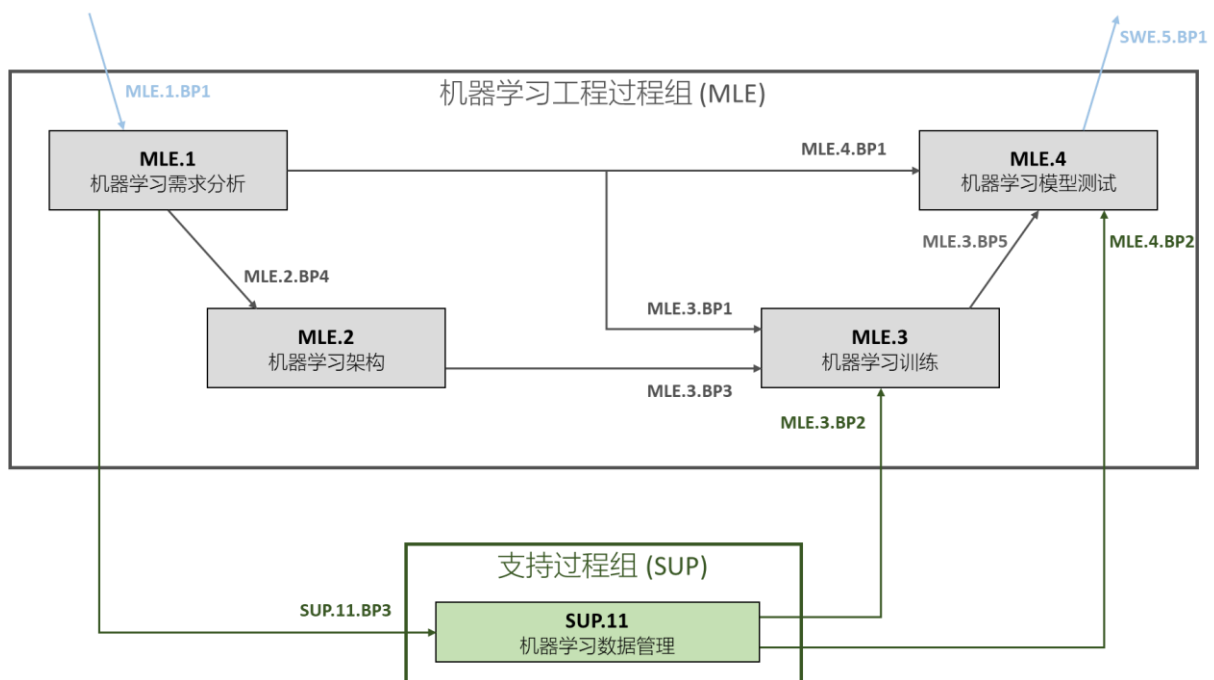 SWE.5.BP1
MLE.1.BP1
机器学习工程过程组 (MLE)
MLE.1
机器学习需求分析
MLE.4.BP1
MLE.4
机器学习模型测试
MLE.2.BP4
MLE.3.BP5
MLE.4.BP2
MLE.2
机器学习架构
MLE.3.BP1
MLE.3
机器学习训练
MLE.3.BP3
MLE.3.BP2
支持过程组 (SUP)
SUP.11.BP3
SUP.11
机器学习数据管理